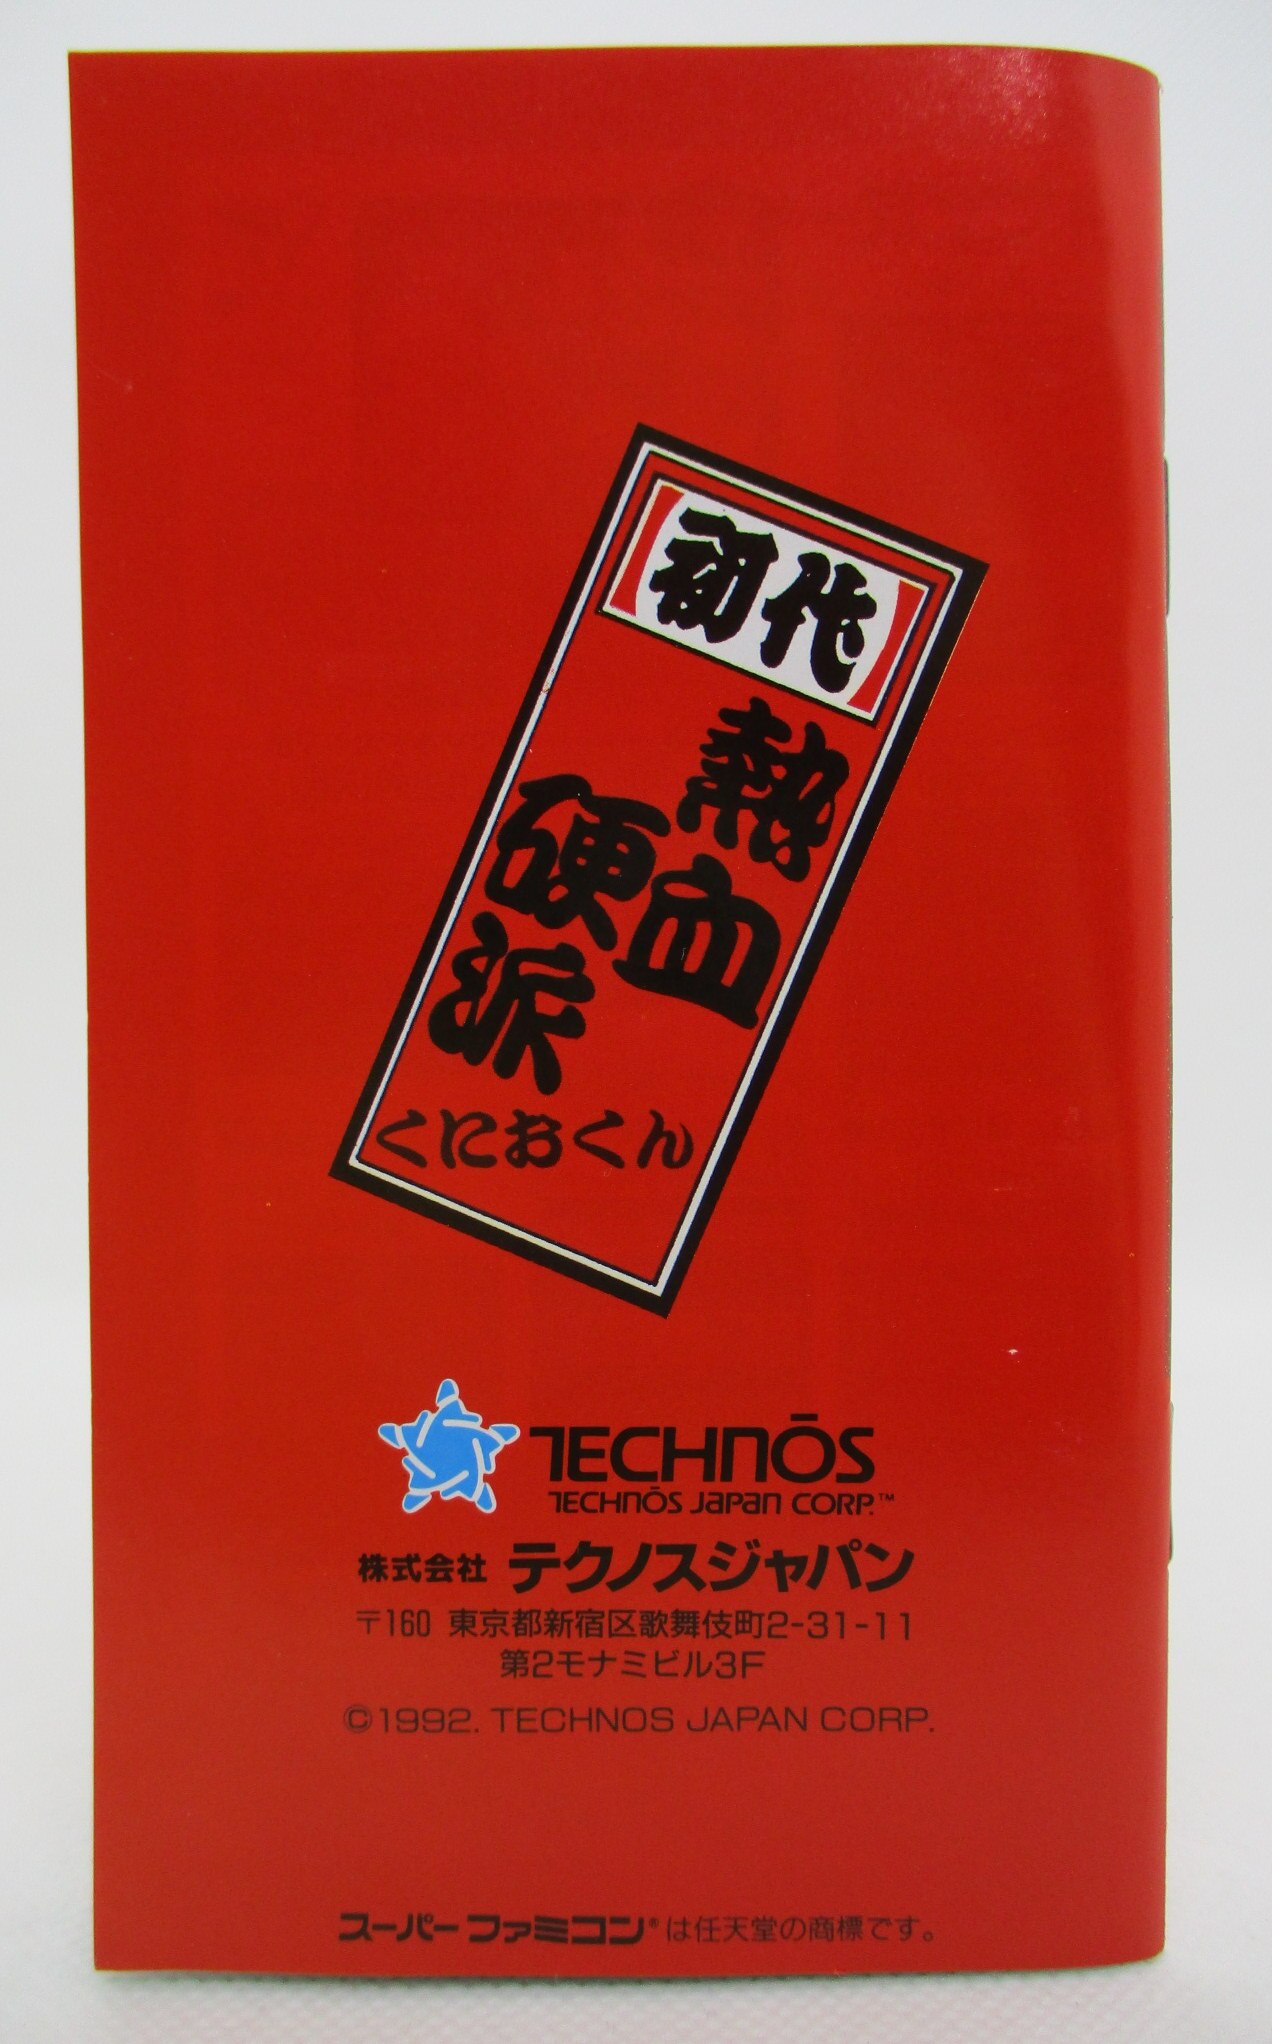 初代
熱血
硬派
くにおくん
TECHNŌS
TECHNŌS JAPAN CORP.™
株式会社 テクノスジャパン
〒160 東京都新宿区歌舞伎町2-31-11
第2モナミビル3F
©1992. TECHNOS JAPAN CORP.
スーパーファミコン®は任天堂の商標です。